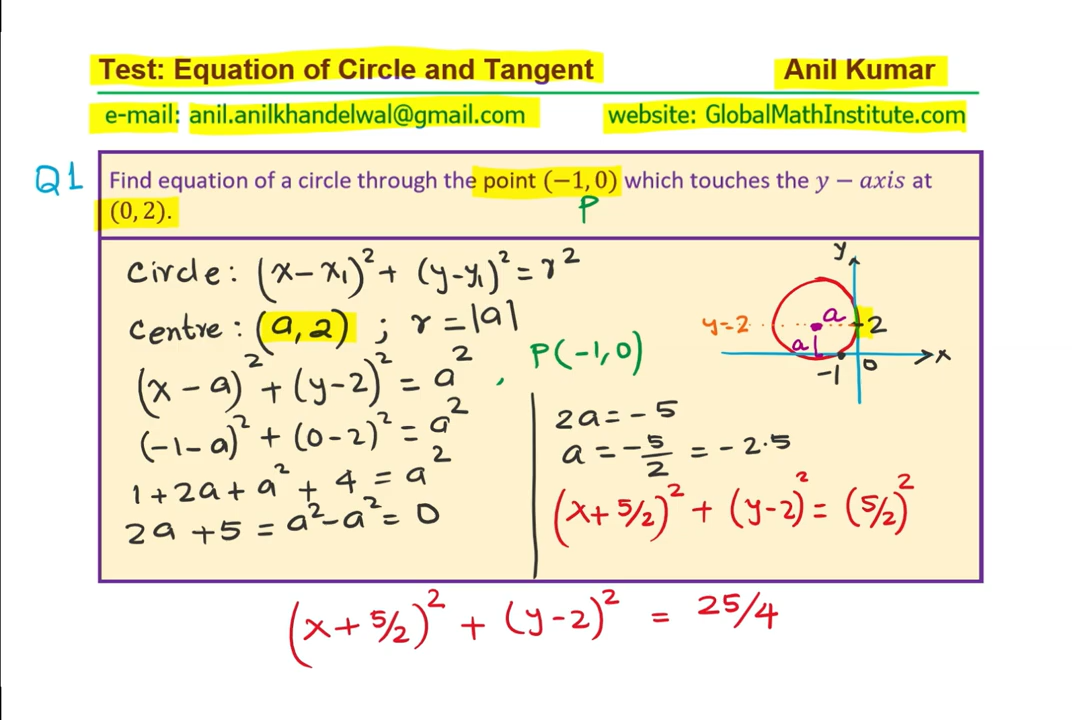 Test: Equation of Circle and Tangent Anil Kumar
e-mail: anil.anilkhandelwal@gmail.com website: GlobalMathInstitute.com
Q1 Find equation of a circle through the point (−1, 0) which touches the y − axis at
(0, 2). P
Circle: (x-x₁)² + (y-y₁)² = r²
Centre: (a,2) ; r = |a|
(x-a)² + (y-2)² = a² , P(-1,0)
(-1-a)² + (0-2)² = a²
1+2a+a² + 4 = a²
2a+5 = a²-a² = 0
2a = -5
a = -5/2 = -2.5
(x+5/2)² + (y-2)² = (5/2)²
y
y=2 a 2
a
-1 0 x
(x+5/2)² + (y-2)² = 25/4